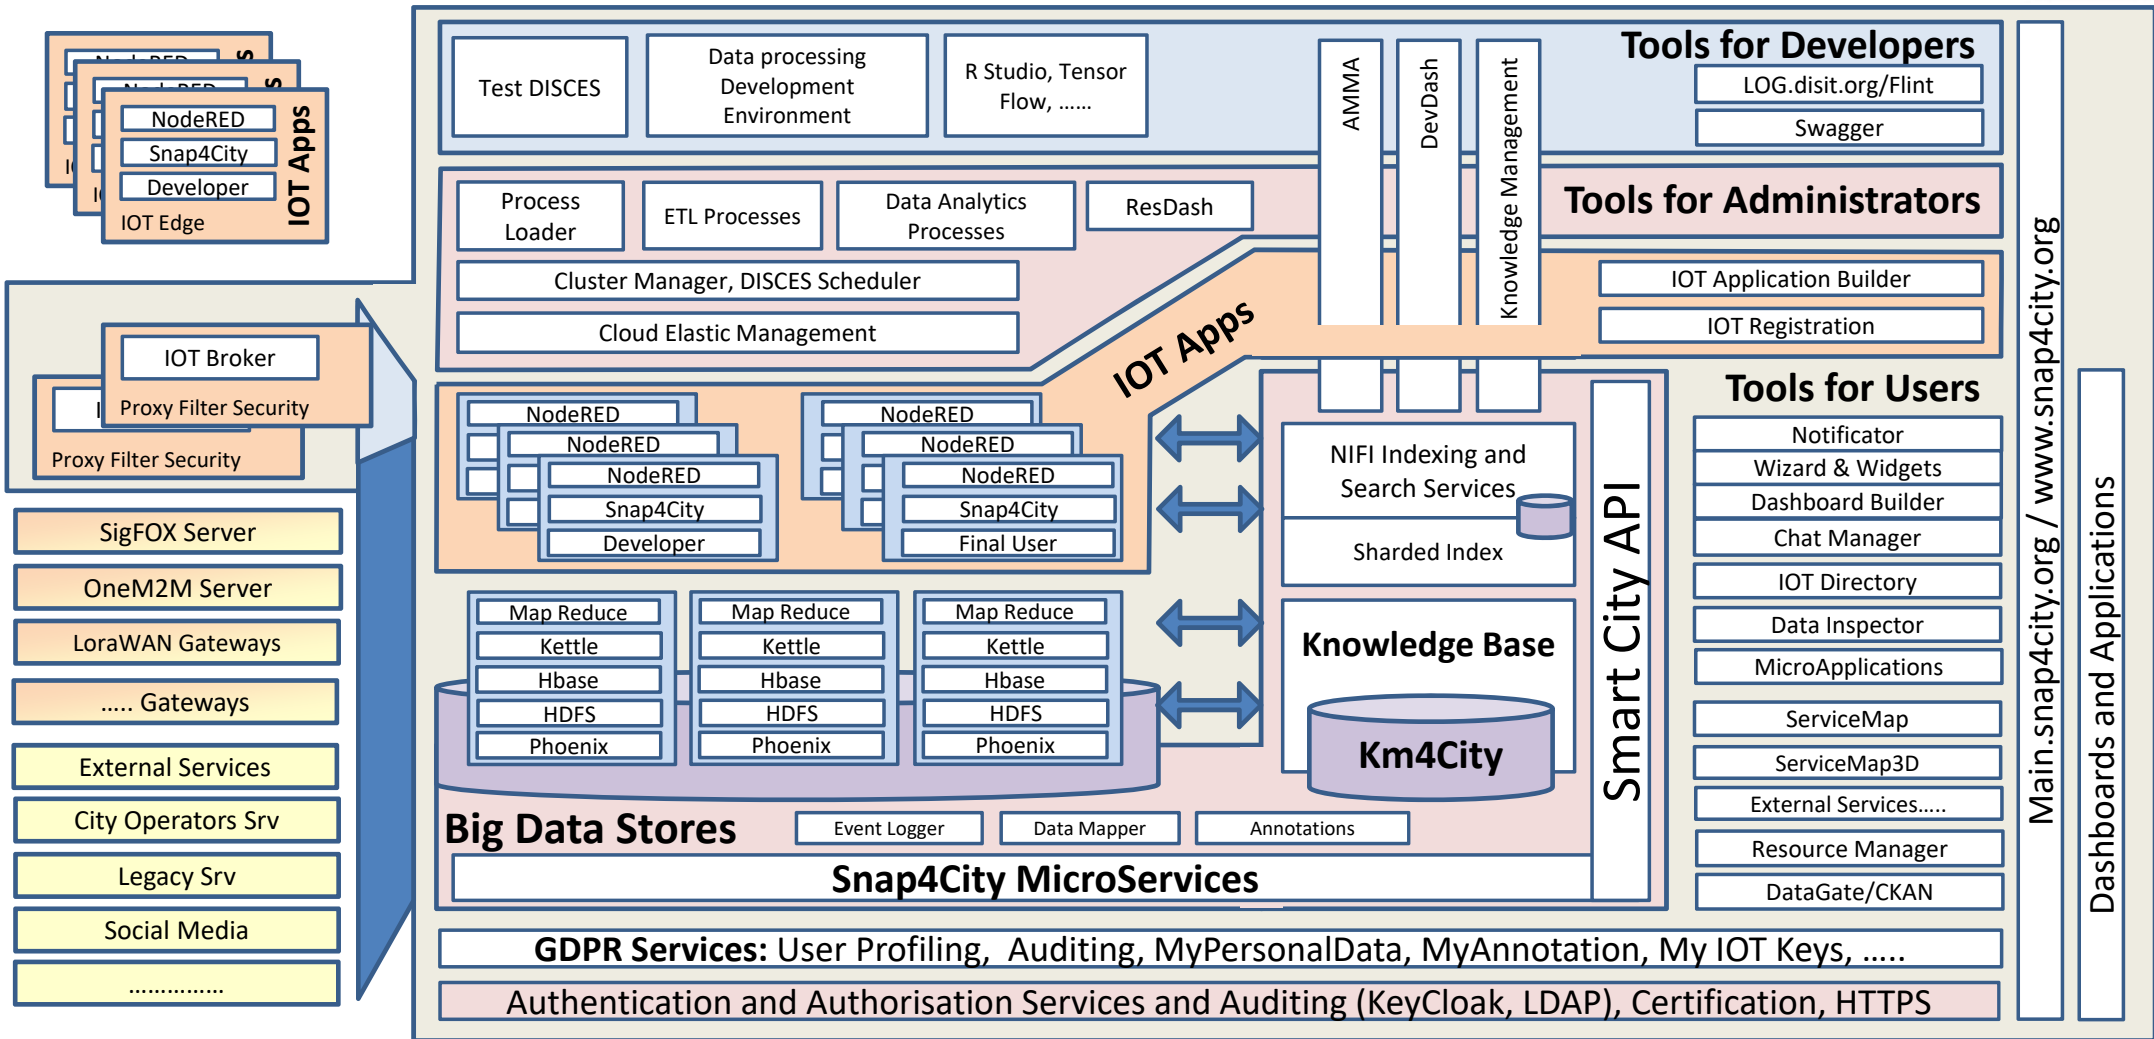 NodeRED
NodeRED
NodeRED
Snap4City
Developer
IOT Edge
IOT Apps
IOT Broker
Proxy Filter Security
Proxy Filter Security
SigFOX Server
OneM2M Server
LoraWAN Gateways
..... Gateways
External Services
City Operators Srv
Legacy Srv
Social Media
...............
Tools for Developers
Test DISCES
Data processing
Development
Environment
R Studio, Tensor
Flow, ......
AMMA
DevDash
Knowledge Management
LOG.disit.org/Flint
Swagger
Tools for Administrators
Process
Loader
ETL Processes
Data Analytics
Processes
ResDash
Cluster Manager, DISCES Scheduler
Cloud Elastic Management
IOT Apps
IOT Application Builder
IOT Registration
NodeRED
NodeRED
NodeRED
Snap4City
Developer
NodeRED
NodeRED
NodeRED
Snap4City
Final User
Map Reduce
Kettle
Hbase
HDFS
Phoenix
Map Reduce
Kettle
Hbase
HDFS
Phoenix
Map Reduce
Kettle
Hbase
HDFS
Phoenix
NIFI Indexing and
Search Services
Sharded Index
Knowledge Base
Km4City
Smart City API
Big Data Stores
Event Logger
Data Mapper
Annotations
Snap4City MicroServices
Tools for Users
Notificator
Wizard & Widgets
Dashboard Builder
Chat Manager
IOT Directory
Data Inspector
MicroApplications
ServiceMap
ServiceMap3D
External Services.....
Resource Manager
DataGate/CKAN
Main.snap4city.org / www.snap4city.org
Dashboards and Applications
GDPR Services: User Profiling, Auditing, MyPersonalData, MyAnnotation, My IOT Keys, .....
Authentication and Authorisation Services and Auditing (KeyCloak, LDAP), Certification, HTTPS